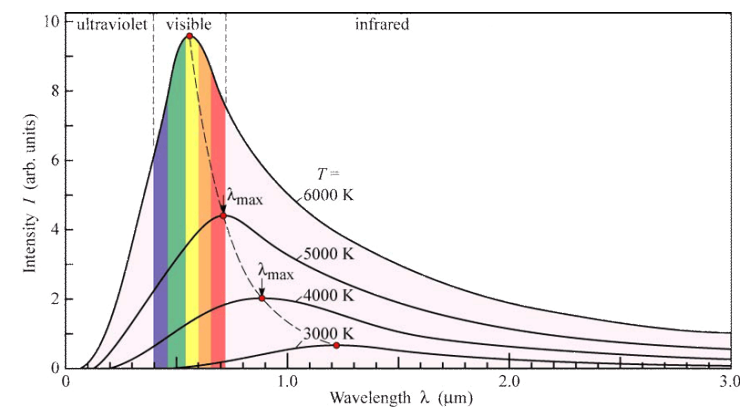 10
ultraviolet visible infrared
8
6
4
2
0
Intensity I (arb. units)
T =
6000 K
λmax
5000 K
λmax
4000 K
3000 K
0 1.0 2.0 3.0
Wavelength λ (μm)